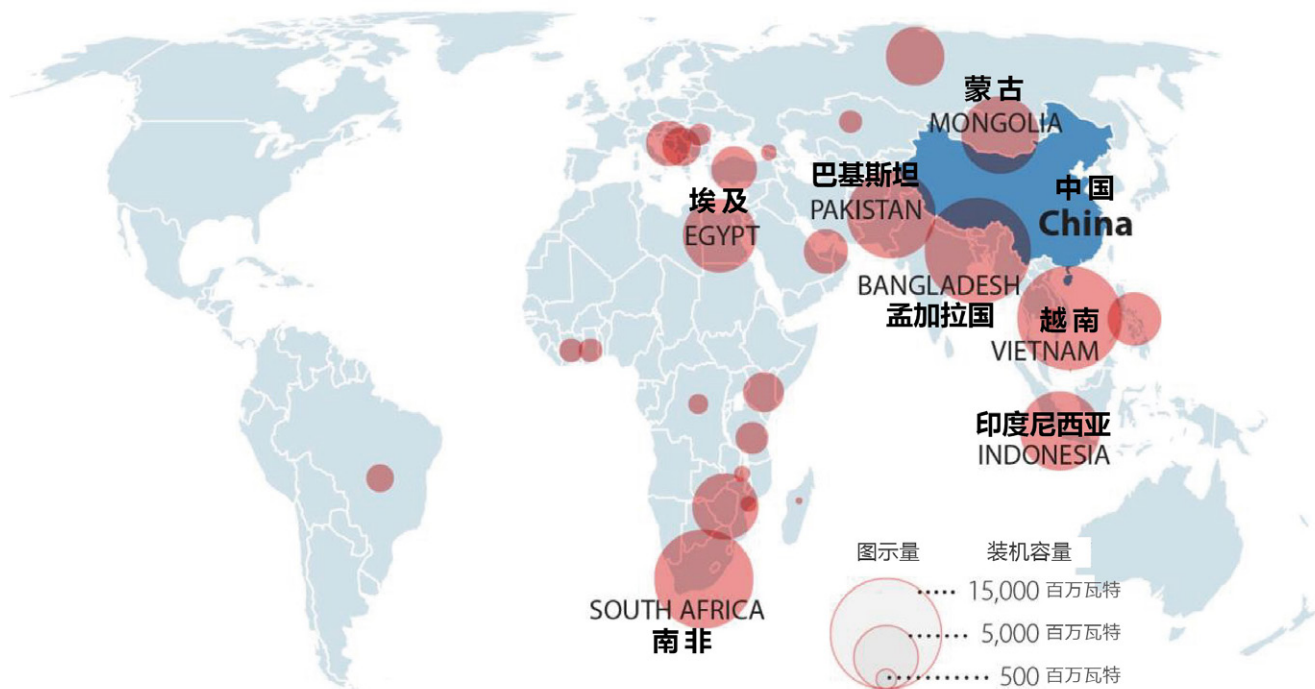 蒙古
MONGOLIA
巴基斯坦
PAKISTAN
中国
China
埃及
EGYPT
BANGLADESH
孟加拉国
越南
VIETNAM
印度尼西亚
INDONESIA
SOUTH AFRICA
南非
图示量 装机容量
15,000 百万瓦特
5,000 百万瓦特
500 百万瓦特